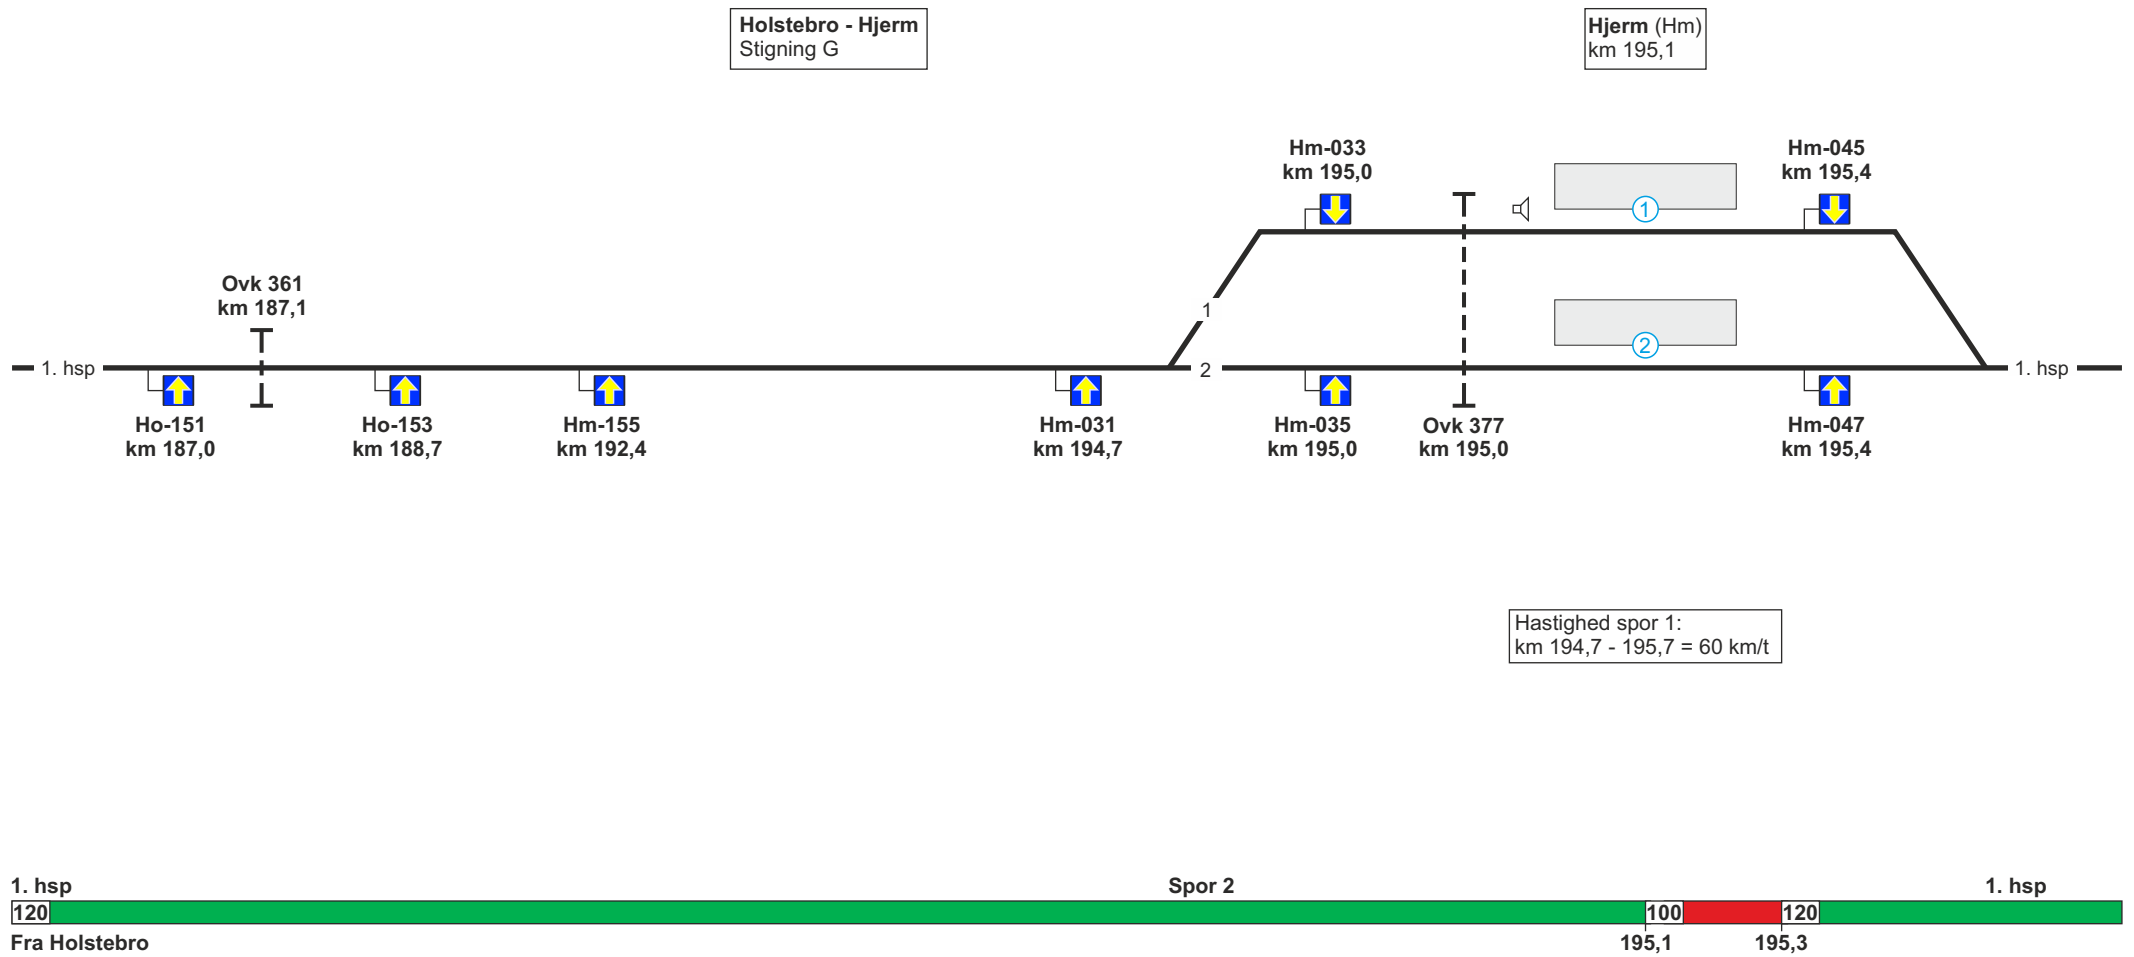 Holstebro - Hjerm
Stigning G
Hjerm (Hm)
km 195,1
Hm-033
km 195,0
Hm-045
km 195,4
1
Ovk 361
km 187,1
1
2
1. hsp
2
1. hsp
Ho-151
km 187,0
Ho-153
km 188,7
Hm-155
km 192,4
Hm-031
km 194,7
Hm-035
km 195,0
Ovk 377
km 195,0
Hm-047
km 195,4
Hastighed spor 1:
km 194,7 - 195,7 = 60 km/t
1. hsp
Spor 2
1. hsp
120
100
120
Fra Holstebro
195,1
195,3